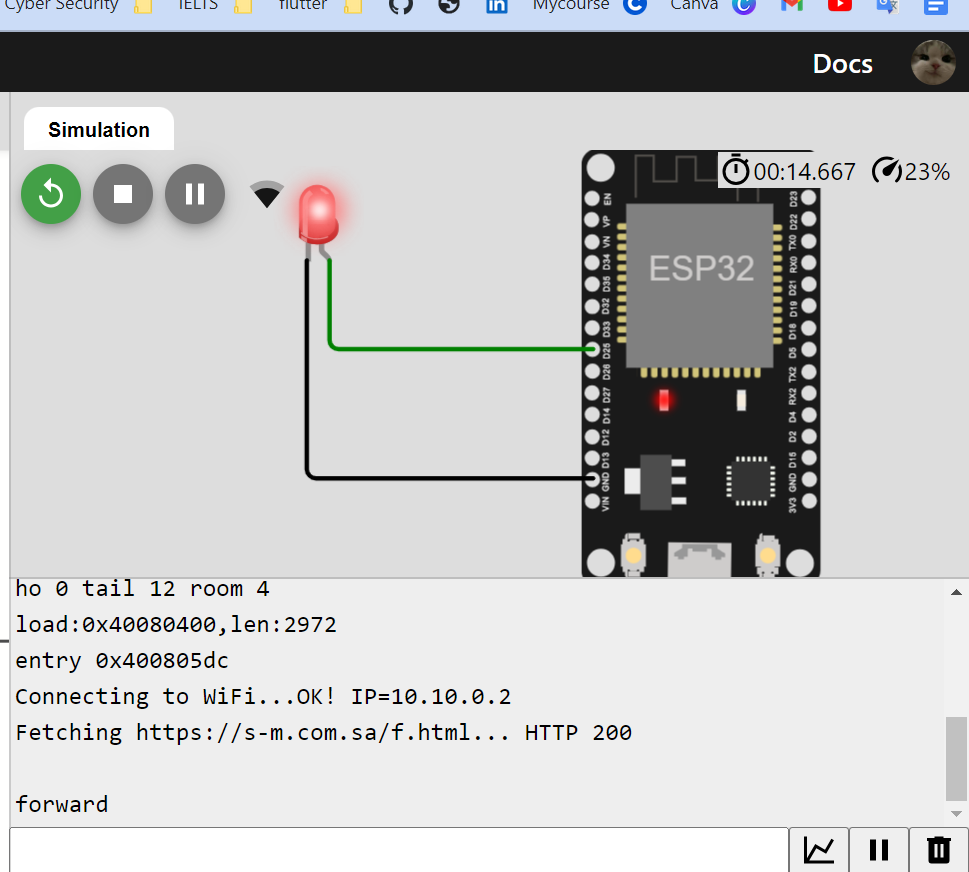 Cyber Security
IELTS
flutter
Mycourse
Canva
Docs
Simulation
00:14.667
23%
ESP32
EN
VP
VN
D34
D35
D32
D33
D25
D26
D27
D14
D12
D13
GND
VIN
D23
D22
TX0
RX0
D21
D19
D18
D5
TX2
RX2
D4
D2
D15
GND
3V3
ho 0 tail 12 room 4
load:0x40080400,len:2972
entry 0x400805dc
Connecting to WiFi...OK! IP=10.10.0.2
Fetching https://s-m.com.sa/f.html... HTTP 200
forward